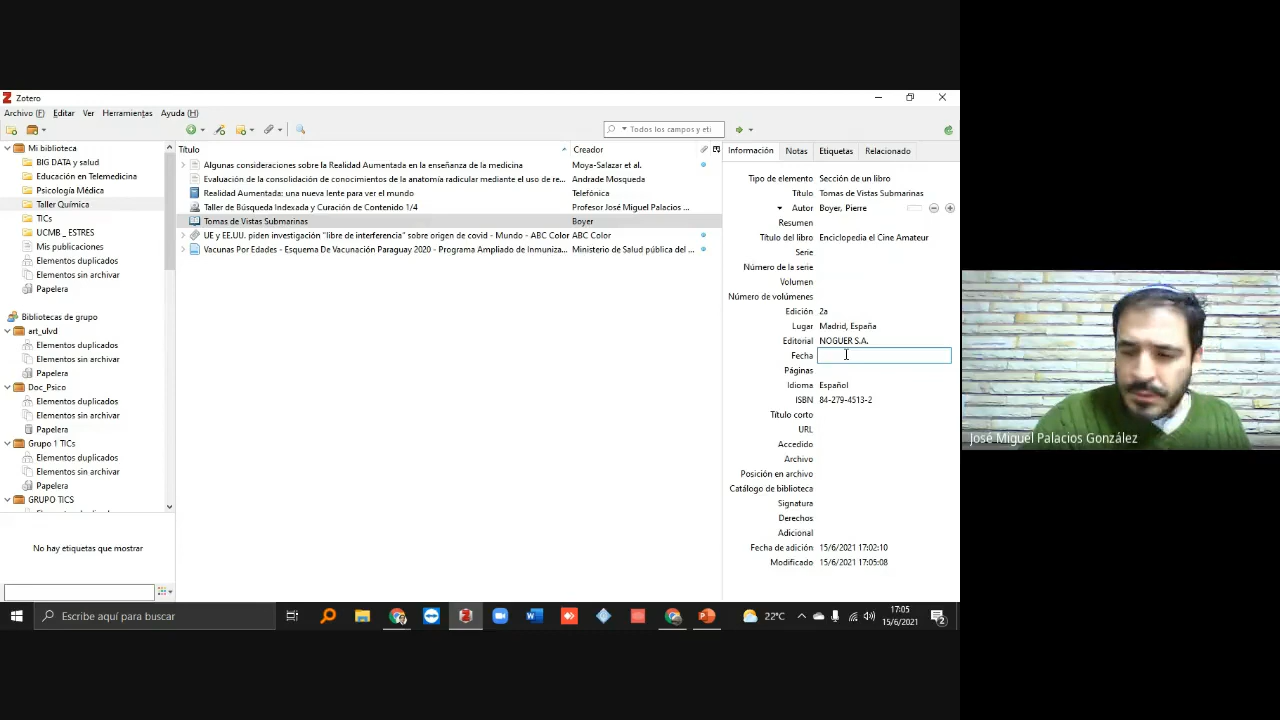 Zotero
Archivo (F) Editar Ver Herramientas Ayuda (H)
Todos los campos y eti
Mi biblioteca
BIG DATA y salud
Educación en Telemedicina
Psicología Médica
Taller Química
TICs
UCMB _ ESTRES
Mis publicaciones
Elementos duplicados
Elementos sin archivar
Papelera
Bibliotecas de grupo
art_ulvd
Elementos duplicados
Elementos sin archivar
Papelera
Doc_Psico
Elementos duplicados
Elementos sin archivar
Papelera
Grupo 1 TICs
Elementos duplicados
Elementos sin archivar
Papelera
GRUPO TICS
No hay etiquetas que mostrar
Título Creador
Algunas consideraciones sobre la Realidad Aumentada en la enseñanza de la medicina Moya-Salazar et al.
Evaluación de la consolidación de conocimientos de la anatomía radicular mediante el uso de re... Andrade Mosqueda
Realidad Aumentada: una nueva lente para ver el mundo Telefónica
Taller de Búsqueda Indexada y Curación de Contenido 1/4 Profesor José Miguel Palacios ...
Tomas de Vistas Submarinas Boyer
UE y EE.UU. piden investigación "libre de interferencia" sobre origen de covid - Mundo - ABC Color ABC Color
Vacunas Por Edades - Esquema De Vacunación Paraguay 2020 - Programa Ampliado de Inmuniza... Ministerio de Salud pública del ...
Información Notas Etiquetas Relacionado
Tipo de elemento Sección de un libro
Título Tomas de Vistas Submarinas
Autor Boyer, Pierre
Resumen
Título del libro Enciclopedia el Cine Amateur
Serie
Número de la serie
Volumen
Número de volúmenes
Edición 2a
Lugar Madrid, España
Editorial NOGUER S.A.
Fecha
Páginas
Idioma Español
ISBN 84-279-4513-2
Título corto
URL
Accedido
Archivo
Posición en archivo
Catálogo de biblioteca
Signatura
Derechos
Adicional
Fecha de adición 15/6/2021 17:02:10
Modificado 15/6/2021 17:05:08
José Miguel Palacios González
Escribe aquí para buscar
22°C
17:05
15/6/2021
2